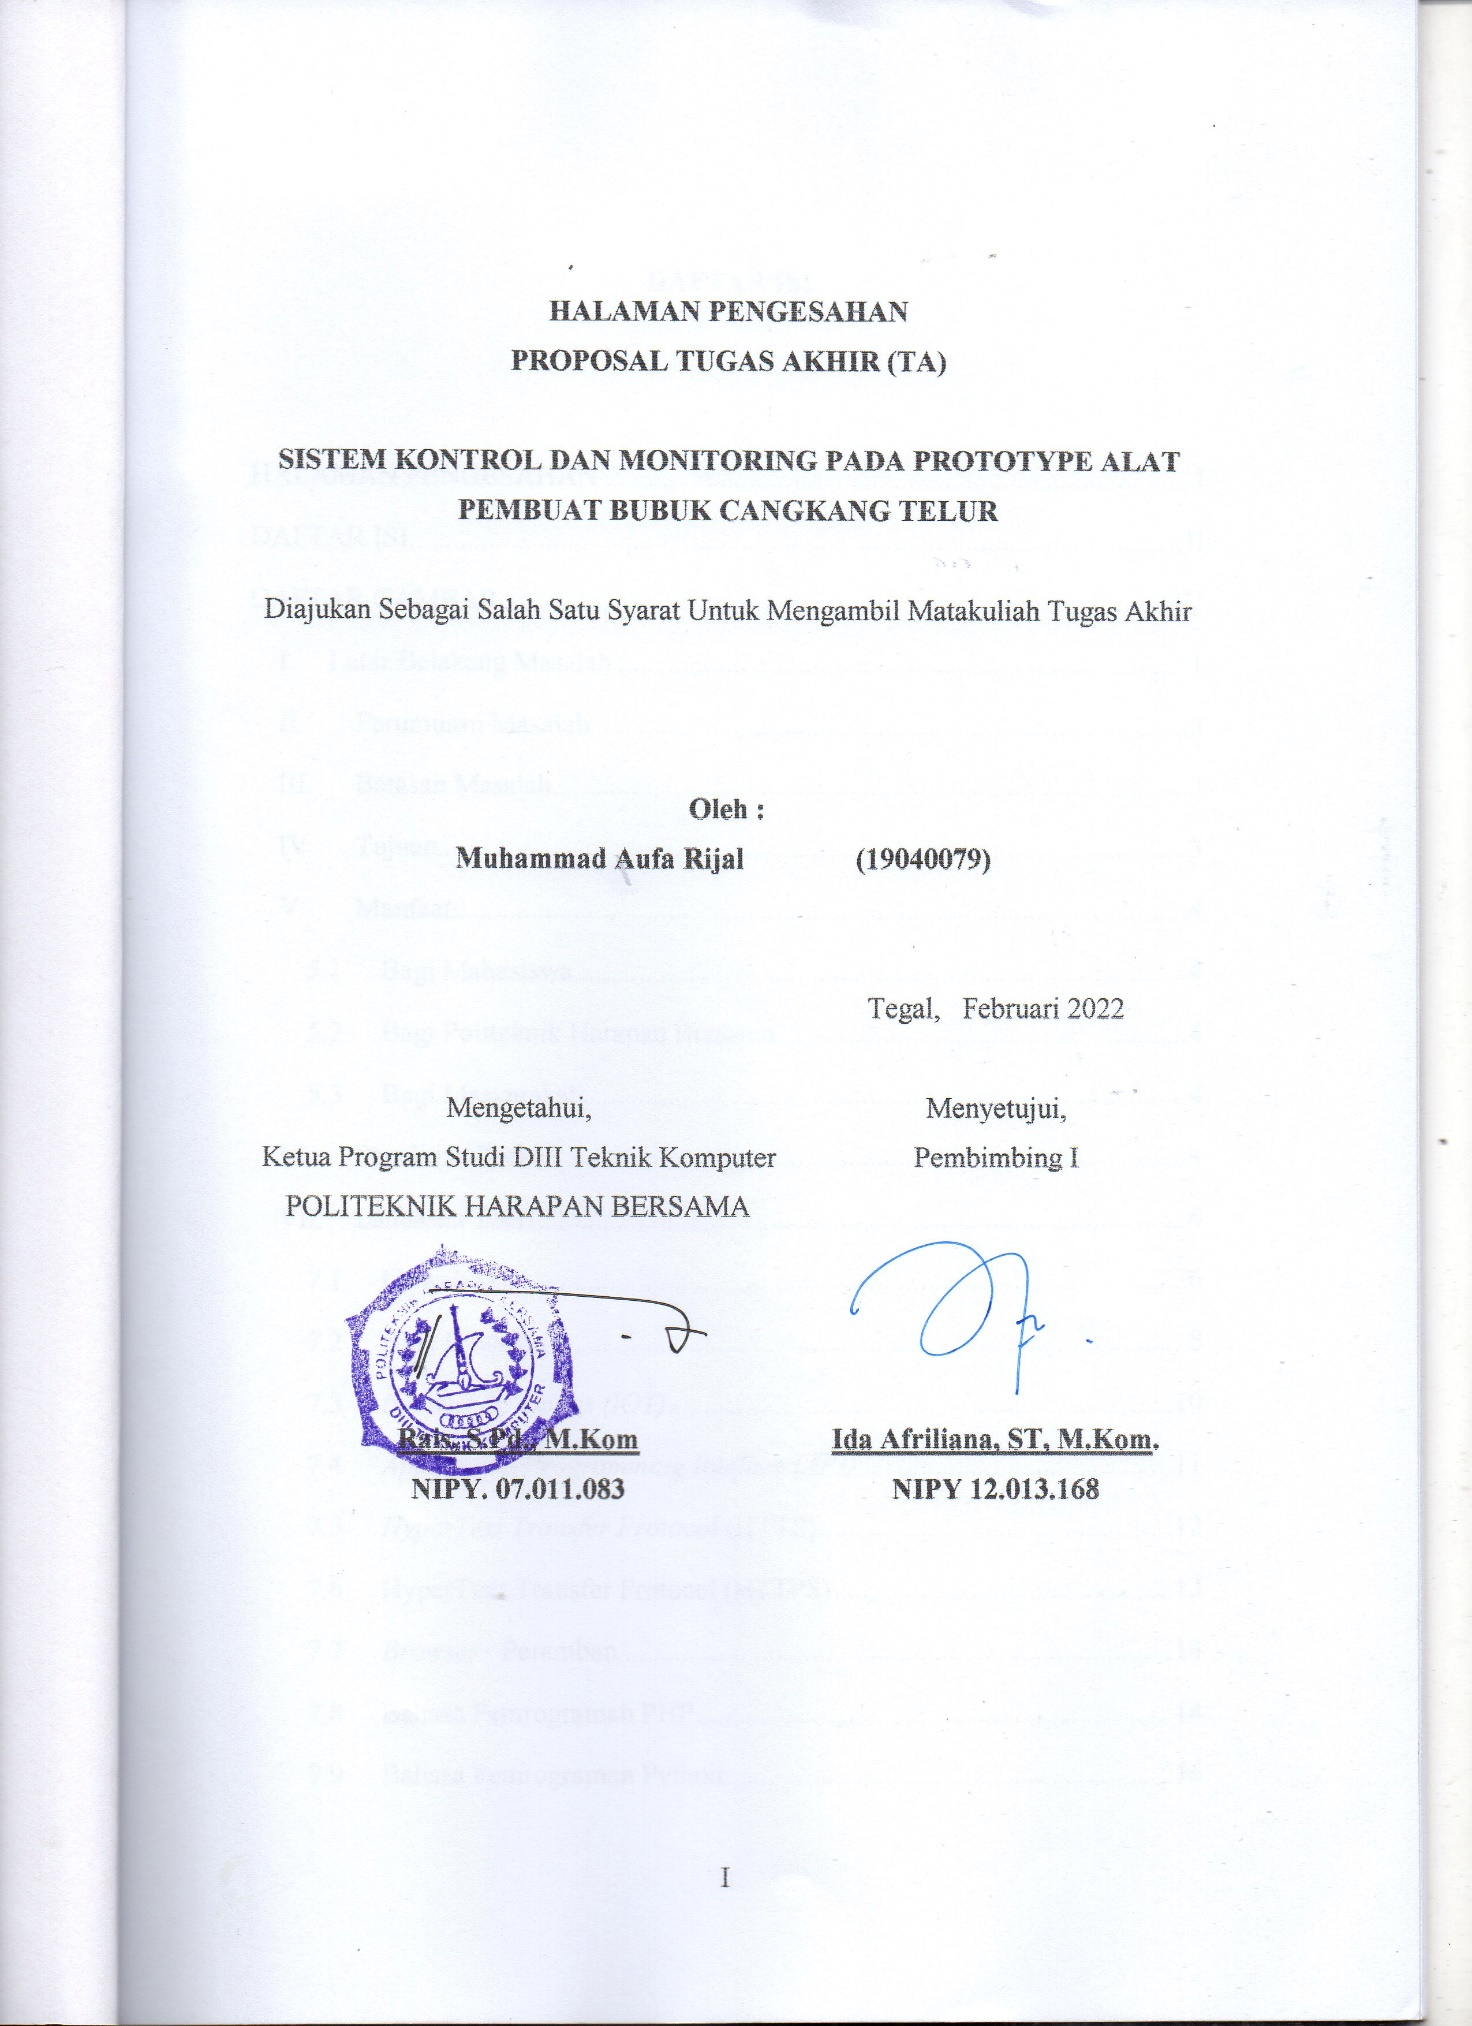 HALAMAN PENGESAHAN
PROPOSAL TUGAS AKHIR (TA)
SISTEM KONTROL DAN MONITORING PADA PROTOTYPE ALAT
PEMBUAT BUBUK CANGKANG TELUR
Diajukan Sebagai Salah Satu Syarat Untuk Mengambil Matakuliah Tugas Akhir
Oleh :
Muhammad Aufa Rijal (19040079)
Tegal, Februari 2022
Mengetahui, Menyetujui,
Ketua Program Studi DIII Teknik Komputer Pembimbing I
POLITEKNIK HARAPAN BERSAMA
POLITEKNIK HARAPAN BERSAMA
Rais, S.Pd., M.Kom Ida Afriliana, ST, M.Kom.
NIPY. 07.011.083 NIPY 12.013.168
I